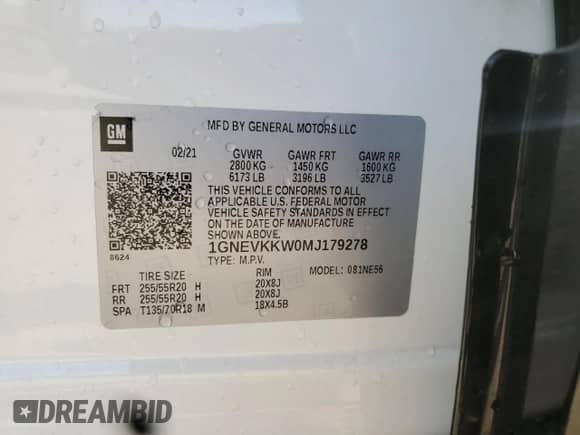 GM
MFD BY GENERAL MOTORS LLC
02/21 GVWR GAWR FRT GAWR RR
2800 KG 1450 KG 1600 KG
6173 LB 3196 LB 3527 LB
THIS VEHICLE CONFORMS TO ALL
APPLICABLE U.S. FEDERAL MOTOR
VEHICLE SAFETY STANDARDS IN EFFECT
ON THE DATE OF MANUFACTURE
SHOWN ABOVE.
8624
1GNEVKKW0MJ179278
TYPE: M.P.V. MODEL: 081NE56
TIRE SIZE RIM
FRT 255/55R20 H 20X8J
RR 255/55R20 H 20X8J
SPA T135/70R18 M 18X4.5B
DREAMBID